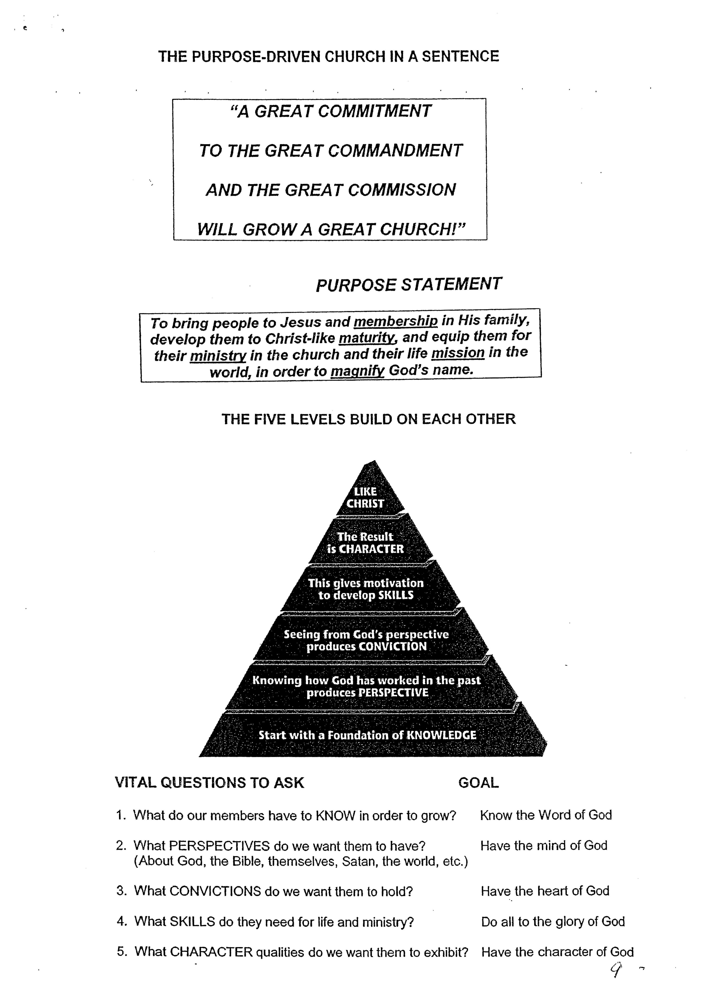 THE PURPOSE-DRIVEN CHURCH IN A SENTENCE
“A GREAT COMMITMENT
TO THE GREAT COMMANDMENT
AND THE GREAT COMMISSION
WILL GROW A GREAT CHURCH!”
PURPOSE STATEMENT
To bring people to Jesus and membership in His family,
develop them to Christ-like maturity, and equip them for
their ministry in the church and their life mission in the
world, in order to magnify God's name.
THE FIVE LEVELS BUILD ON EACH OTHER
LIKE
CHRIST
The Result
is CHARACTER
This gives motivation
to develop SKILLS
Seeing from God's perspective
produces CONVICTION
Knowing how God has worked in the past
produces PERSPECTIVE
Start with a Foundation of KNOWLEDGE
VITAL QUESTIONS TO ASK GOAL
1. What do our members have to KNOW in order to grow? Know the Word of God
2. What PERSPECTIVES do we want them to have? Have the mind of God
(About God, the Bible, themselves, Satan, the world, etc.)
3. What CONVICTIONS do we want them to hold? Have the heart of God
4. What SKILLS do they need for life and ministry? Do all to the glory of God
5. What CHARACTER qualities do we want them to exhibit? Have the character of God
9